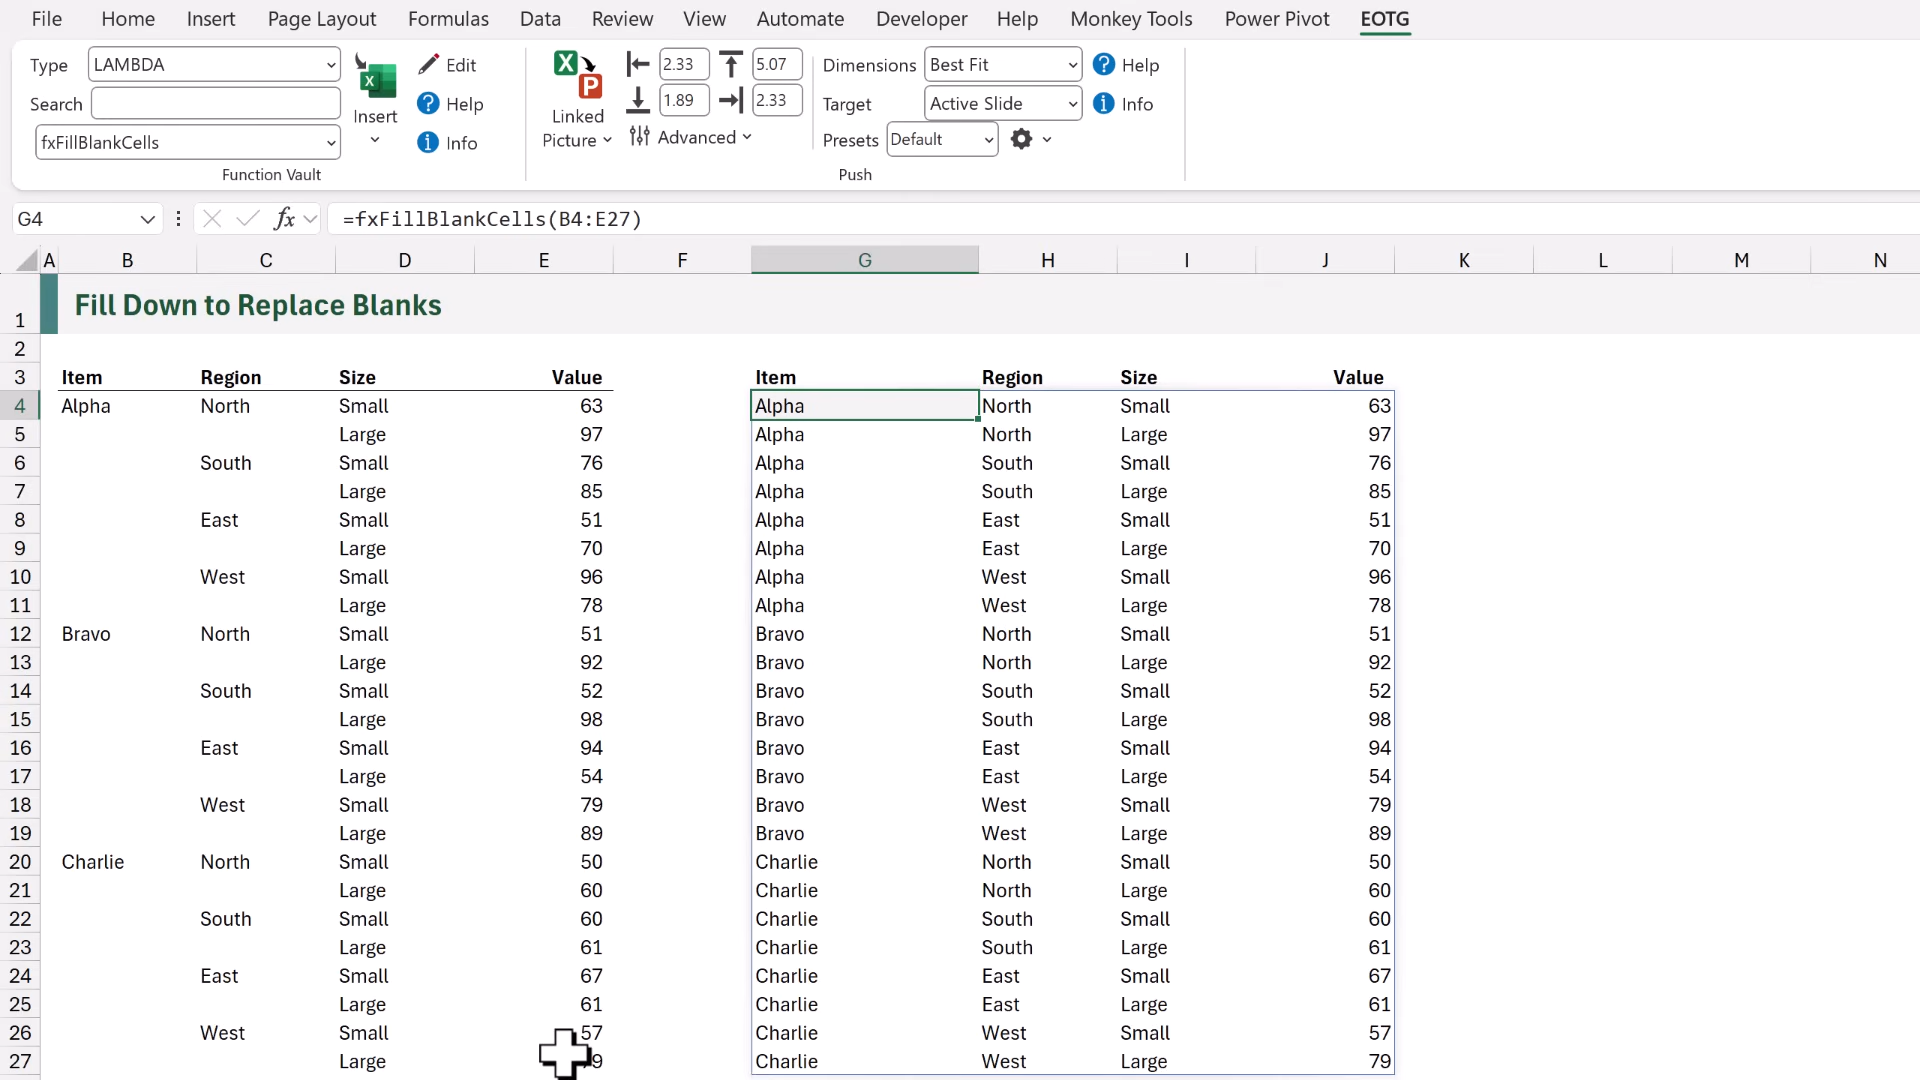 File Home Insert Page Layout Formulas Data Review View Automate Developer Help Monkey Tools Power Pivot EOTG
Type LAMBDA
Search
fxFillBlankCells
Insert
Edit
Help
Info
Function Vault
Linked
Picture
2.33 5.07
1.89 2.33
Advanced
Dimensions Best Fit
Target Active Slide
Presets Default
Help
Info
Push
G4 fx =fxFillBlankCells(B4:E27)
A B C D E F G H I J K L M N
1 Fill Down to Replace Blanks
2
3 Item Region Size Value Item Region Size Value
4 Alpha North Small 63 Alpha North Small 63
5 Large 97 Alpha North Large 97
6 South Small 76 Alpha South Small 76
7 Large 85 Alpha South Large 85
8 East Small 51 Alpha East Small 51
9 Large 70 Alpha East Large 70
10 West Small 96 Alpha West Small 96
11 Large 78 Alpha West Large 78
12 Bravo North Small 51 Bravo North Small 51
13 Large 92 Bravo North Large 92
14 South Small 52 Bravo South Small 52
15 Large 98 Bravo South Large 98
16 East Small 94 Bravo East Small 94
17 Large 54 Bravo East Large 54
18 West Small 79 Bravo West Small 79
19 Large 89 Bravo West Large 89
20 Charlie North Small 50 Charlie North Small 50
21 Large 60 Charlie North Large 60
22 South Small 60 Charlie South Small 60
23 Large 61 Charlie South Large 61
24 East Small 67 Charlie East Small 67
25 Large 61 Charlie East Large 61
26 West Small 57 Charlie West Small 57
27 Large Charlie West Large 79